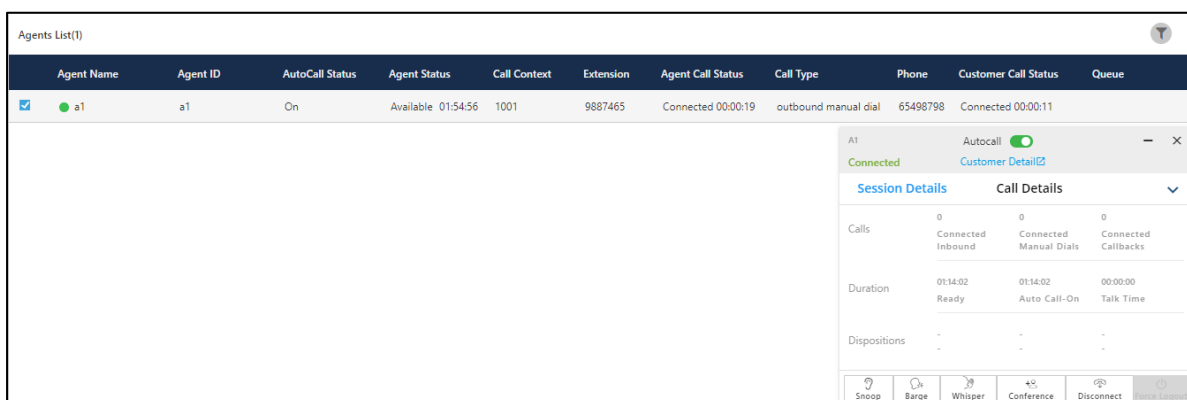 Agents List(1)
Agent Name Agent ID AutoCall Status Agent Status Call Context Extension Agent Call Status Call Type Phone Customer Call Status Queue
a1 a1 On Available 01:54:56 1001 9887465 Connected 00:00:19 outbound manual dial 65498798 Connected 00:00:11
A1 Autocall
Connected Customer Detail
Session Details Call Details
0 0 0
Calls Connected Connected Connected
Inbound Manual Dials Callbacks
01:14:02 01:14:02 00:00:00
Duration Ready Auto Call-On Talk Time
Dispositions - - -
- - -
Snoop Barge Whisper Conference Disconnect Force Logout